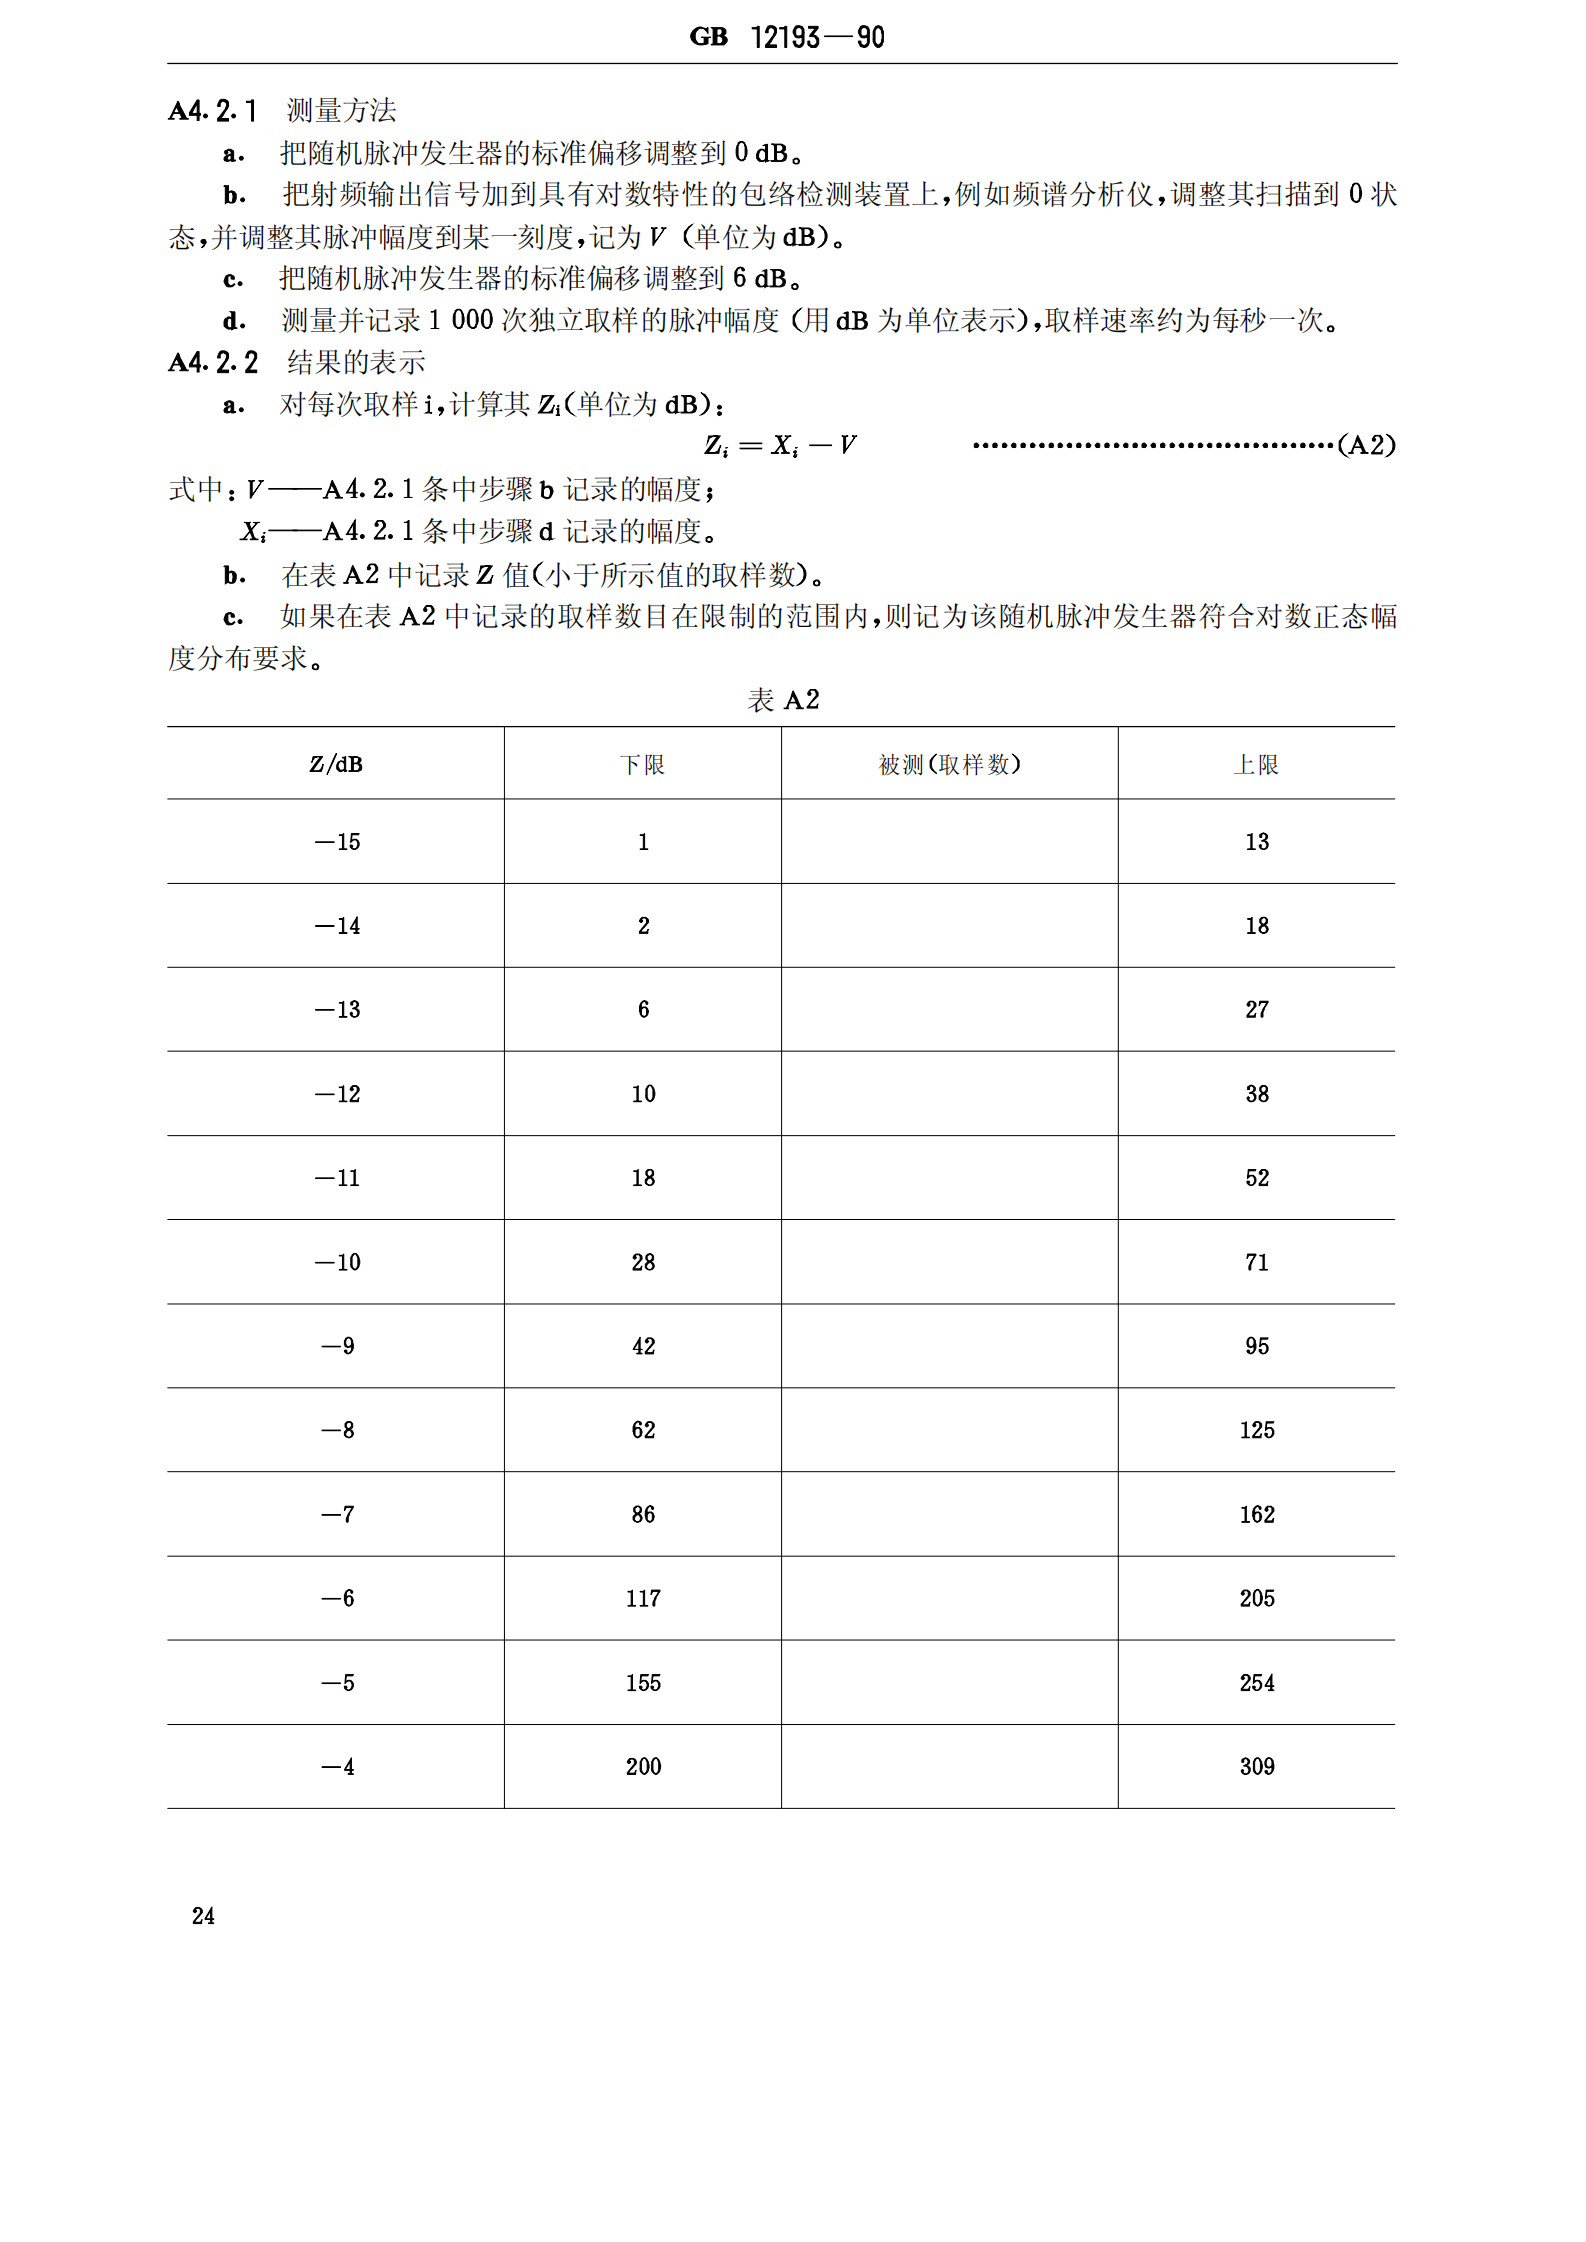 GB 12193—90
A4.2.1 测量方法
a. 把随机脉冲发生器的标准偏移调整到 0 dB。
b. 把射频输出信号加到具有对数特性的包络检测装置上,例如频谱分析仪,调整其扫描到 0 状
态,并调整其脉冲幅度到某一刻度,记为 V (单位为 dB)。
c. 把随机脉冲发生器的标准偏移调整到 6 dB。
d. 测量并记录 1 000 次独立取样的脉冲幅度 (用 dB 为单位表示),取样速率约为每秒一次。
A4.2.2 结果的表示
a. 对每次取样 i,计算其 Zi(单位为 dB):
Zi = Xi − V ……………………………………(A2)
式中:V——A4.2.1 条中步骤 b 记录的幅度;
Xi——A4.2.1 条中步骤 d 记录的幅度。
b. 在表 A2 中记录 Z 值(小于所示值的取样数)。
c. 如果在表 A2 中记录的取样数目在限制的范围内,则记为该随机脉冲发生器符合对数正态幅
度分布要求。
表 A2
Z/dB 下限 被测(取样数) 上限
—15 1 13
—14 2 18
—13 6 27
—12 10 38
—11 18 52
—10 28 71
—9 42 95
—8 62 125
—7 86 162
—6 117 205
—5 155 254
—4 200 309
24